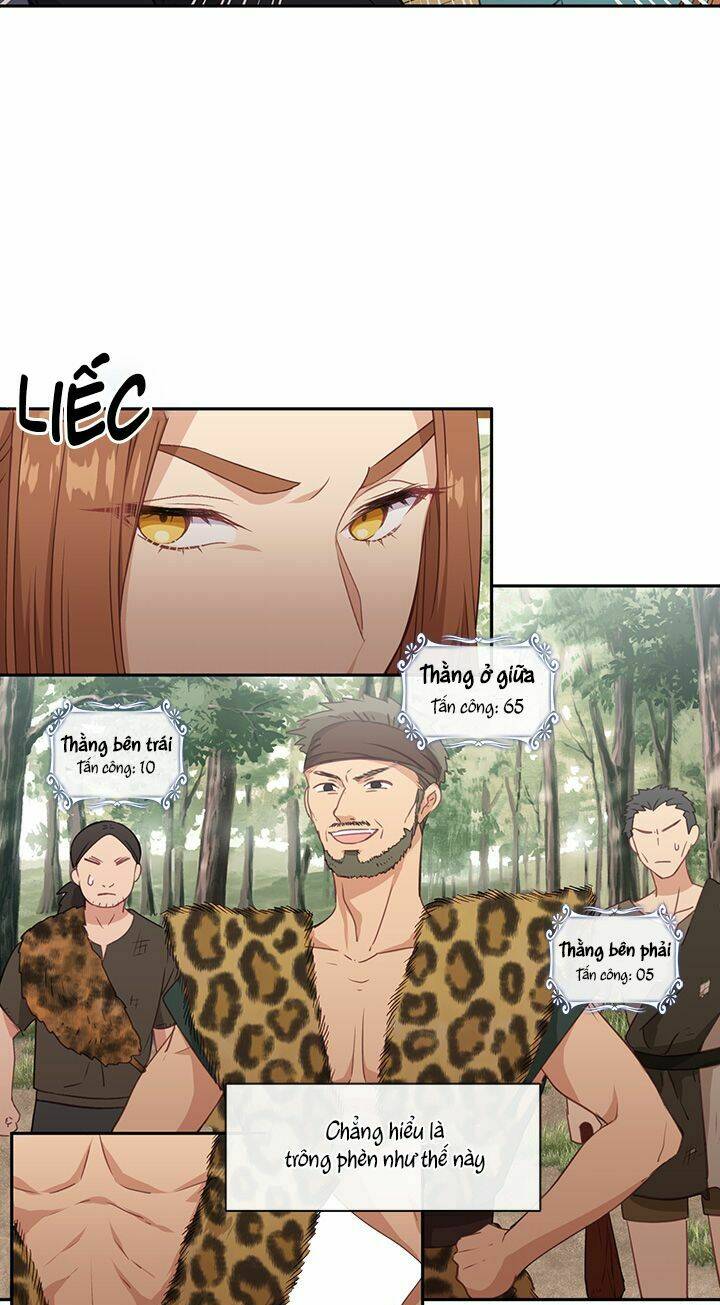 LIẾC
Thằng ở giữa
Tấn công: 65
Thằng bên trái
Tấn công: 10
Thằng bên phải
Tấn công: 05
Chẳng hiểu là
trông phèn như thế này